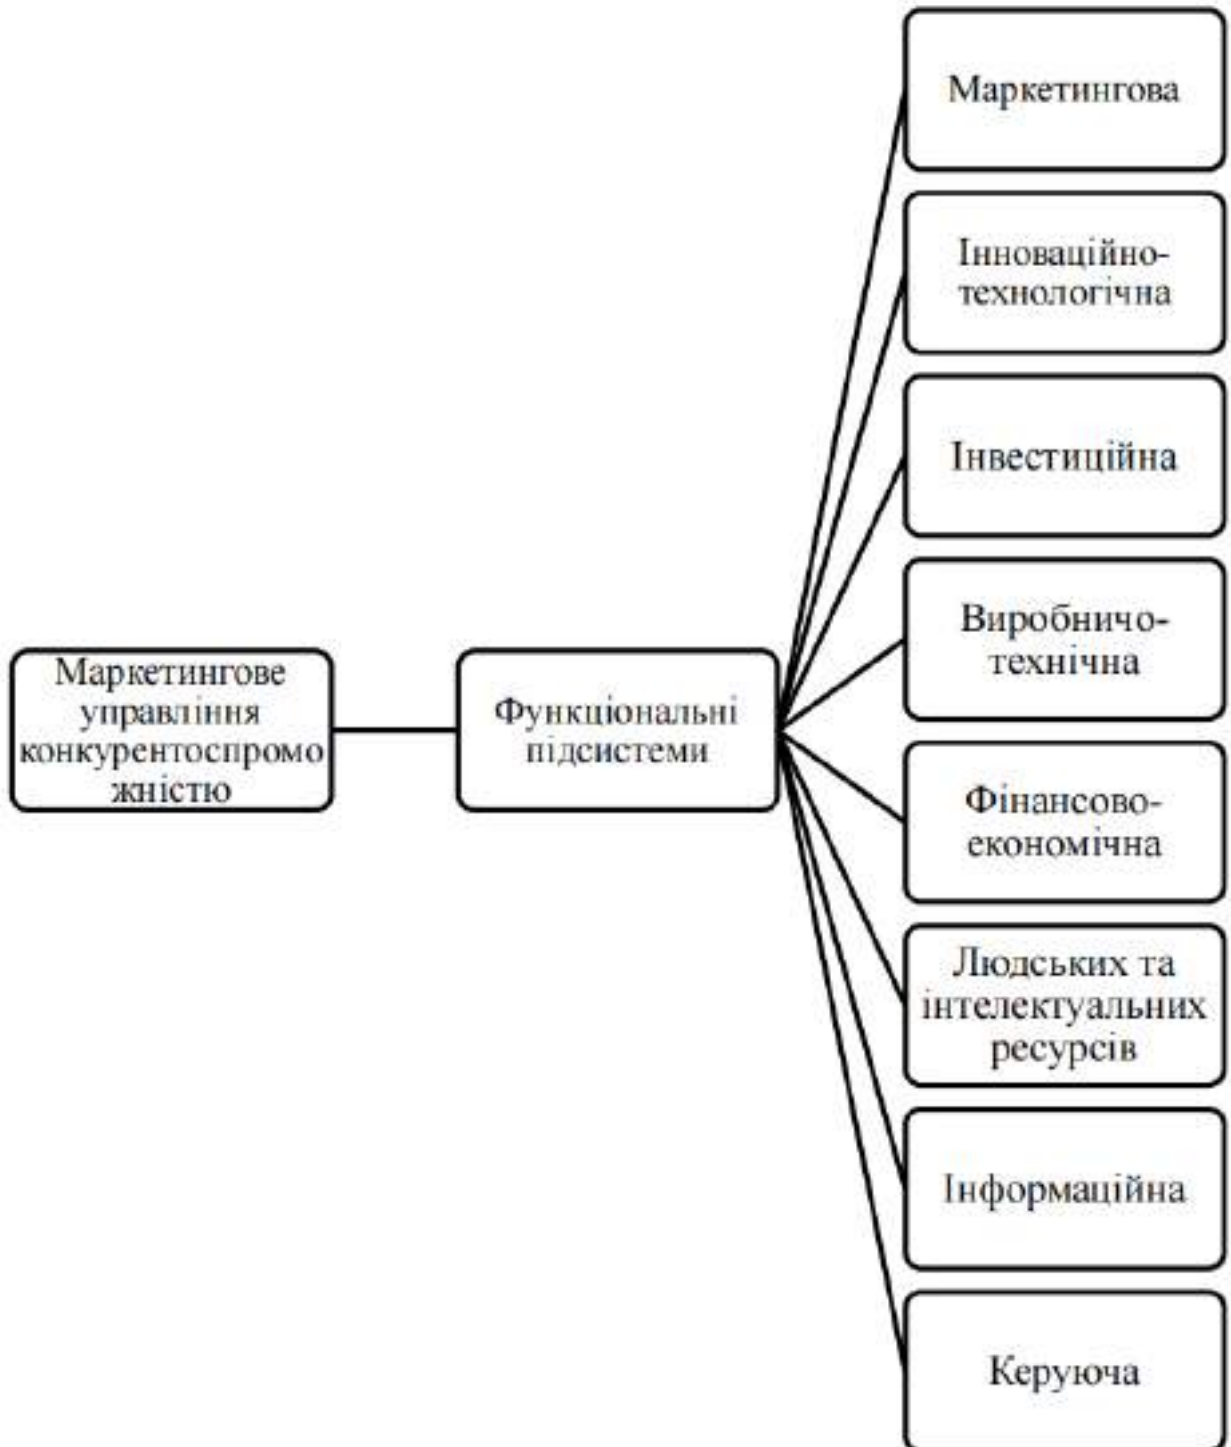 Маркетингове
управління
конкурентоспромо
жністю
Функціональні
підсистеми
Маркетингова
Інноваційно-
технологічна
Інвестиційна
Виробничо-
технічна
Фінансово-
економічна
Людських та
інтелектуальних
ресурсів
Інформаційна
Керуюча